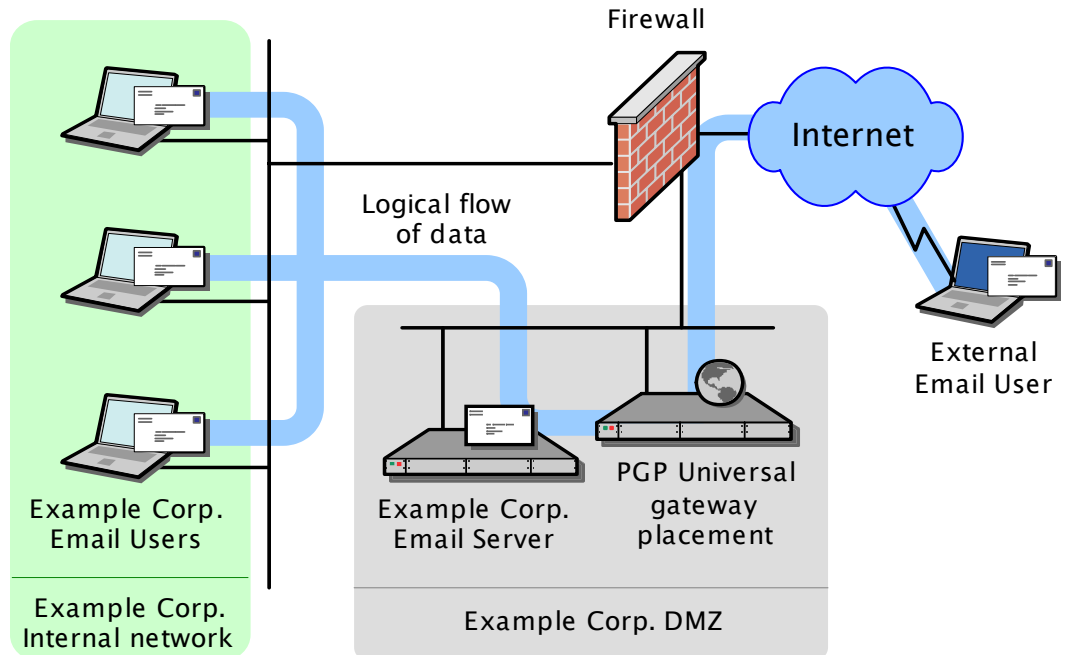 Firewall
Internet
Logical flow
of data
External
Email User
Example Corp.
Email Users
Example Corp.
Email Server
PGP Universal
gateway
placement
Example Corp.
Internal network
Example Corp. DMZ